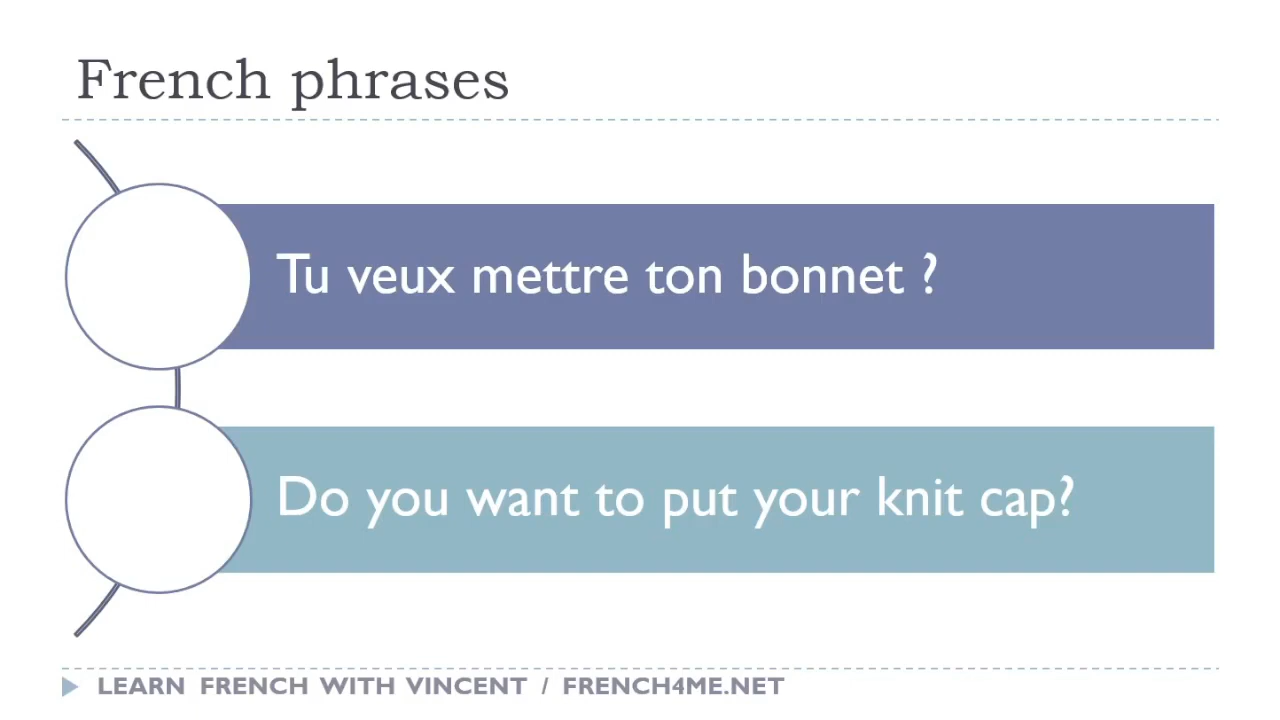 French phrases
Tu veux mettre ton bonnet ?
Do you want to put your knit cap?
LEARN FRENCH WITH VINCENT / FRENCH4ME.NET